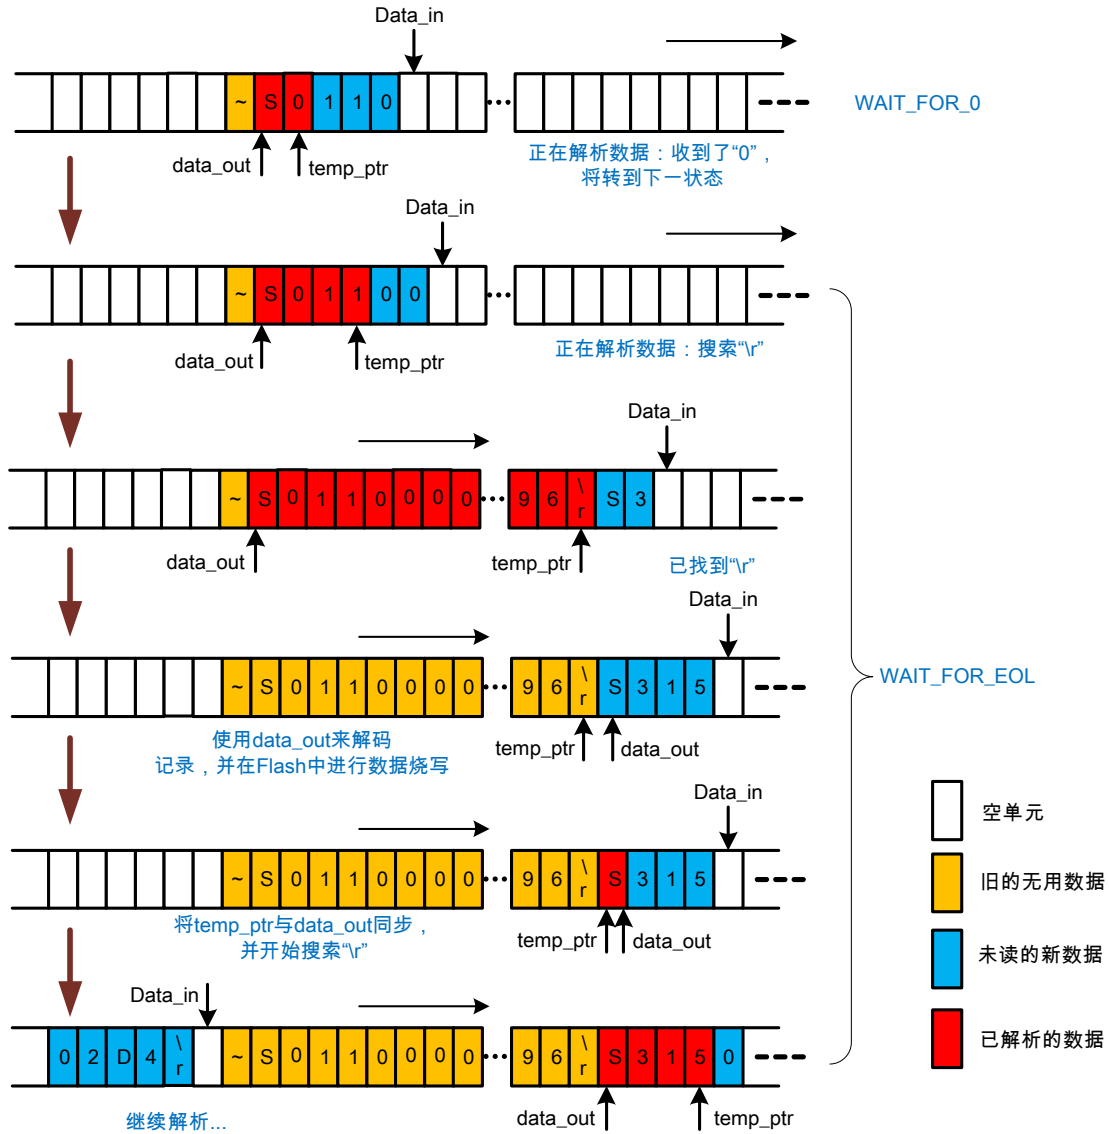 Data_in
~ S 0 1 1 0 ...
WAIT_FOR_0
data_out temp_ptr
正在解析数据：收到了“0”，
将转到下一状态
Data_in
~ S 0 1 1 0 0 ...
data_out temp_ptr
正在解析数据：搜索“\r”
Data_in
~ S 0 1 1 0 0 0 0 ... 9 6 \r S 3
data_out temp_ptr
已找到“\r”
Data_in
~ S 0 1 1 0 0 0 0 ... 9 6 \r S 3 1 5
WAIT_FOR_EOL
temp_ptr data_out
使用data_out来解码
记录，并在Flash中进行数据烧写
Data_in
~ S 0 1 1 0 0 0 0 ... 9 6 \r S 3 1 5
temp_ptr data_out
将temp_ptr与data_out同步，
并开始搜索“\r”
Data_in
0 2 D 4 \r ~ S 0 1 1 0 0 0 0 ... 9 6 \r S 3 1 5 0
data_out temp_ptr
继续解析...
空单元
旧的无用数据
未读的新数据
已解析的数据